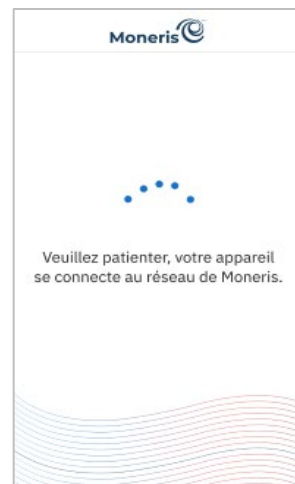 Moneris
Veuillez patienter, votre appareil
se connecte au réseau de Moneris.